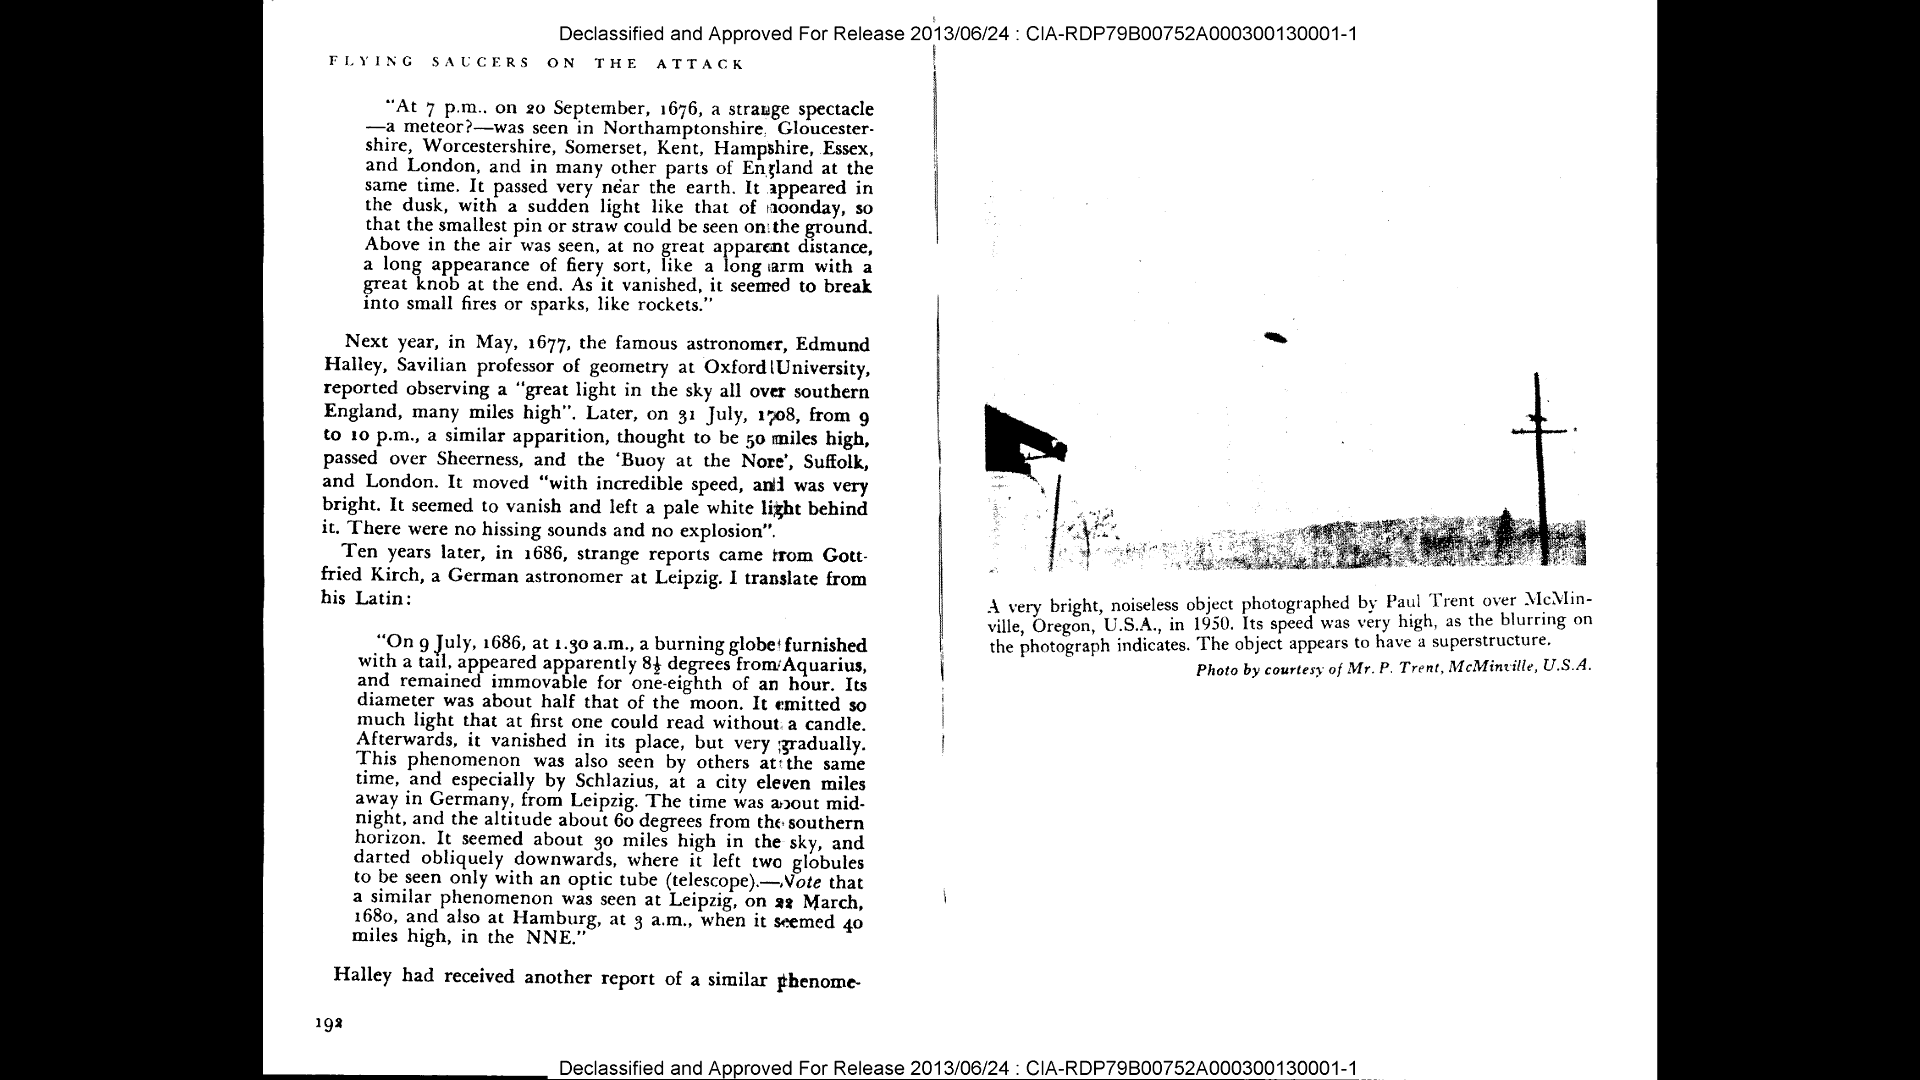 Declassified and Approved For Release 2013/06/24 : CIA-RDP79B00752A000300130001-1
FLYING SAUCERS ON THE ATTACK
"At 7 p.m.. on 20 September, 1676, a strange spectacle
—a meteor?—was seen in Northamptonshire, Gloucester-
shire, Worcestershire, Somerset, Kent, Hampshire, Essex,
and London, and in many other parts of England at the
same time. It passed very near the earth. It appeared in
the dusk, with a sudden light like that of noonday, so
that the smallest pin or straw could be seen on the ground.
Above in the air was seen, at no great apparent distance,
a long appearance of fiery sort, like a long arm with a
great knob at the end. As it vanished, it seemed to break
into small fires or sparks, like rockets."
Next year, in May, 1677, the famous astronomer, Edmund
Halley, Savilian professor of geometry at Oxford University,
reported observing a "great light in the sky all over southern
England, many miles high". Later, on 31 July, 1708, from 9
to 10 p.m., a similar apparition, thought to be 50 miles high,
passed over Sheerness, and the 'Buoy at the Nore', Suffolk,
and London. It moved "with incredible speed, and was very
bright. It seemed to vanish and left a pale white light behind
it. There were no hissing sounds and no explosion".
Ten years later, in 1686, strange reports came from Gott-
fried Kirch, a German astronomer at Leipzig. I translate from
his Latin:
"On 9 July, 1686, at 1.30 a.m., a burning globe furnished
with a tail, appeared apparently 8½ degrees from Aquarius,
and remained immovable for one-eighth of an hour. Its
diameter was about half that of the moon. It emitted so
much light that at first one could read without a candle.
Afterwards, it vanished in its place, but very gradually.
This phenomenon was also seen by others at the same
time, and especially by Schlazius, at a city eleven miles
away in Germany, from Leipzig. The time was about mid-
night, and the altitude about 60 degrees from the southern
horizon. It seemed about 30 miles high in the sky, and
darted obliquely downwards, where it left two globules
to be seen only with an optic tube (telescope).—Note that
a similar phenomenon was seen at Leipzig, on 22 March,
1680, and also at Hamburg, at 3 a.m., when it seemed 40
miles high, in the NNE."
Halley had received another report of a similar phenome-
192
A very bright, noiseless object photographed by Paul Trent over McMin-
ville, Oregon, U.S.A., in 1950. Its speed was very high, as the blurring on
the photograph indicates. The object appears to have a superstructure.
Photo by courtesy of Mr. P. Trent, McMinville, U.S.A.
Declassified and Approved For Release 2013/06/24 : CIA-RDP79B00752A000300130001-1